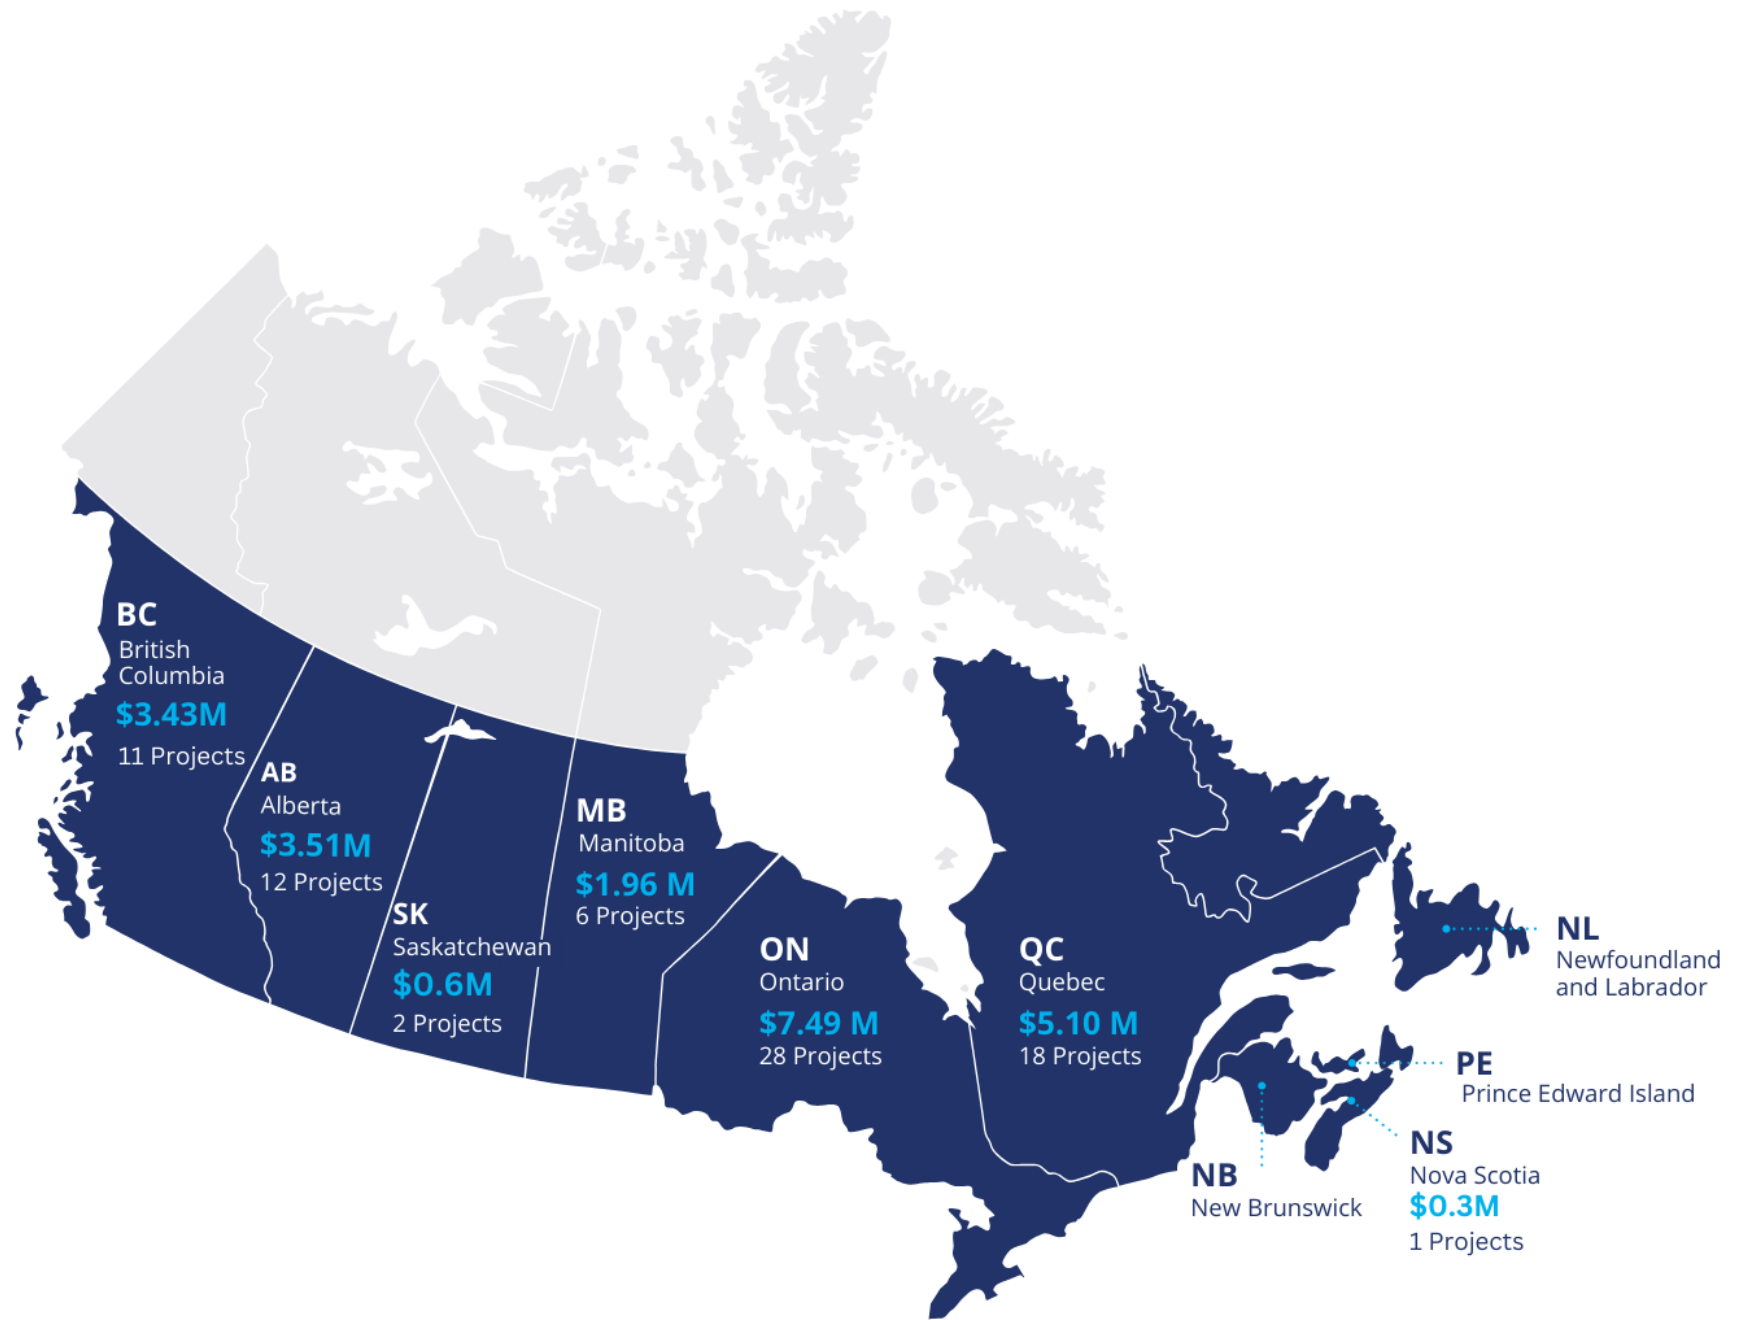 BC
British
Columbia
$3.43M
11 Projects
AB
Alberta
$3.51M
12 Projects
SK
Saskatchewan
$0.6M
2 Projects
MB
Manitoba
$1.96 M
6 Projects
ON
Ontario
$7.49 M
28 Projects
QC
Quebec
$5.10 M
18 Projects
NL
Newfoundland
and Labrador
PE
Prince Edward Island
NS
Nova Scotia
$0.3M
1 Projects
NB
New Brunswick